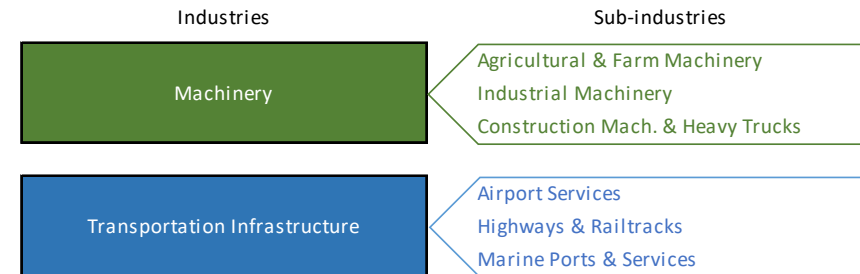 Industries Sub-industries
Machinery
Agricultural & Farm Machinery
Industrial Machinery
Construction Mach. & Heavy Trucks
Transportation Infrastructure
Airport Services
Highways & Railtracks
Marine Ports & Services